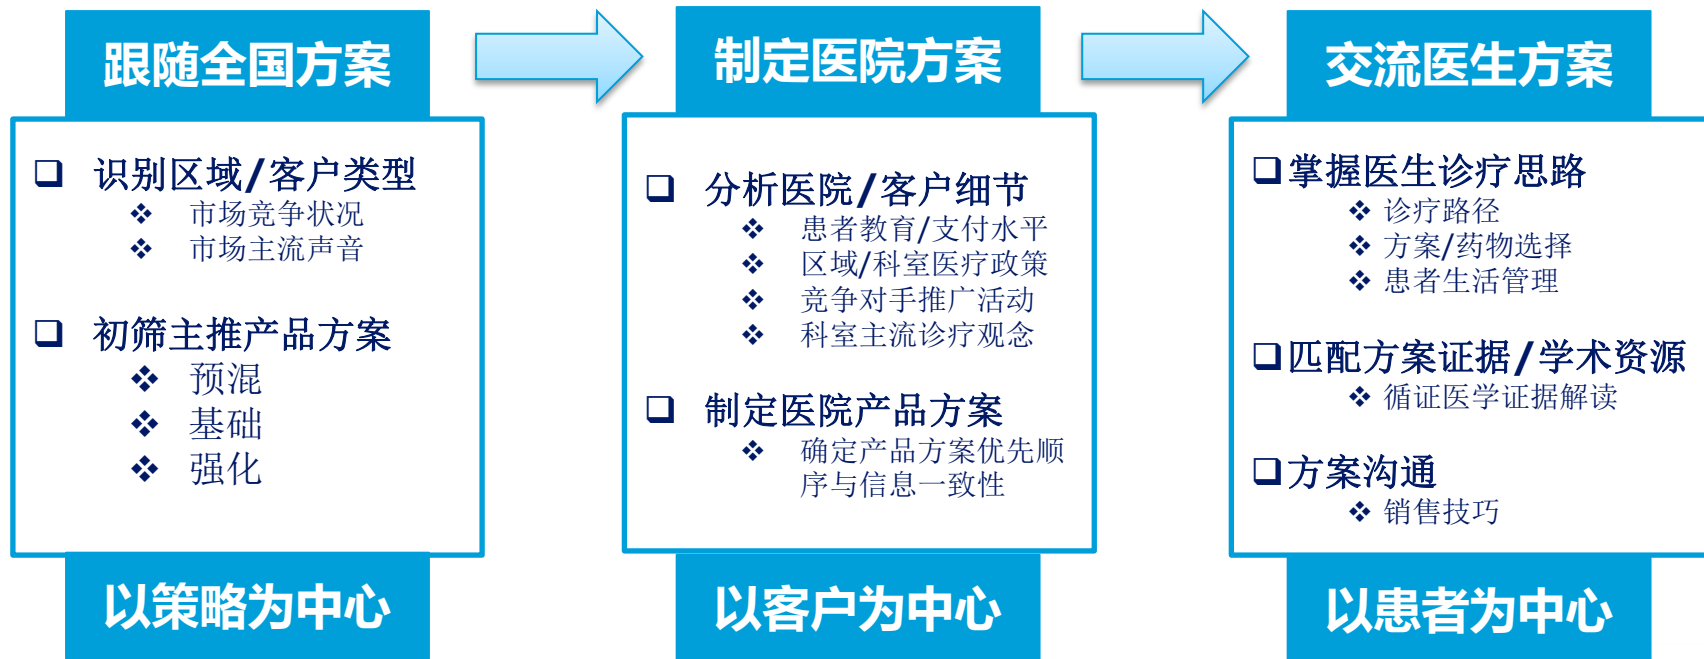 跟随全国方案
识别区域/客户类型
市场竞争状况
市场主流声音
初筛主推产品方案
预混
基础
强化
以策略为中心
制定医院方案
分析医院/客户细节
患者教育/支付水平
区域/科室医疗政策
竞争对手推广活动
科室主流诊疗观念
制定医院产品方案
确定产品方案优先顺
序与信息一致性
以客户为中心
交流医生方案
掌握医生诊疗思路
诊疗路径
方案/药物选择
患者生活管理
匹配方案证据/学术资源
循证医学证据解读
方案沟通
销售技巧
以患者为中心